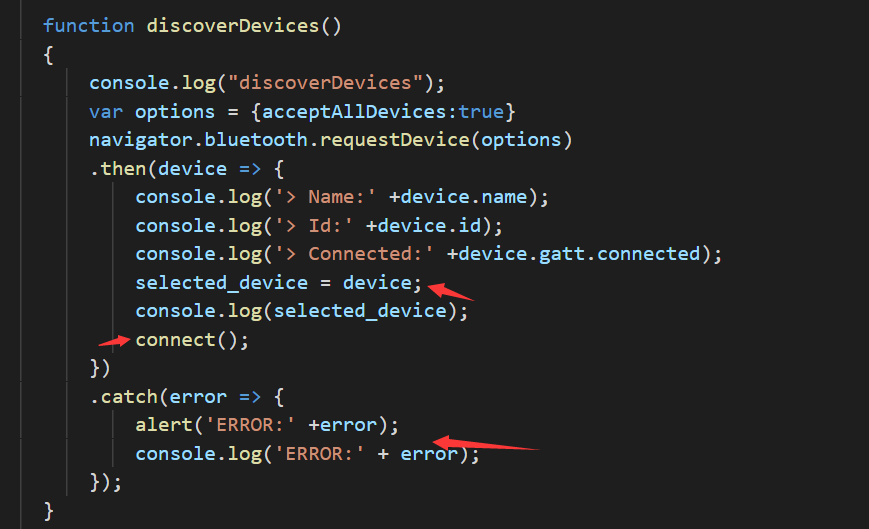 function discoverDevices()
{
console.log("discoverDevices");
var options = {acceptAllDevices:true}
navigator.bluetooth.requestDevice(options)
.then(device => {
console.log('> Name:' +device.name);
console.log('> Id:' +device.id);
console.log('> Connected:' +device.gatt.connected);
selected_device = device;
console.log(selected_device);
connect();
})
.catch(error => {
alert('ERROR:' +error);
console.log('ERROR:' + error);
});
}